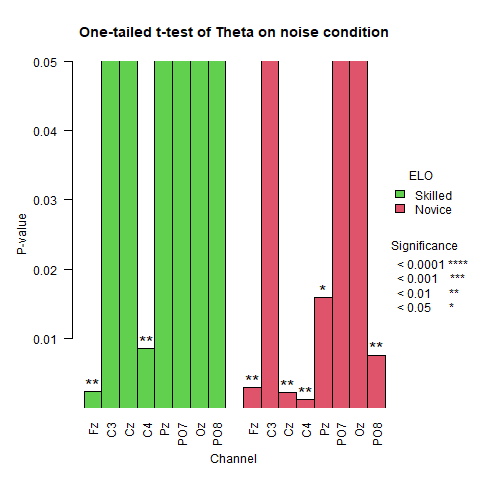 One-tailed t-test of Theta on noise condition
0.05
0.04
0.03
0.02
0.01
P-value
** ** ** ** ** * **
Fz C3 Cz C4 Pz PO7 Oz PO8 Fz C3 Cz C4 Pz PO7 Oz PO8
Channel
ELO
Skilled
Novice
Significance
< 0.0001 ****
< 0.001 ***
< 0.01 **
< 0.05 *